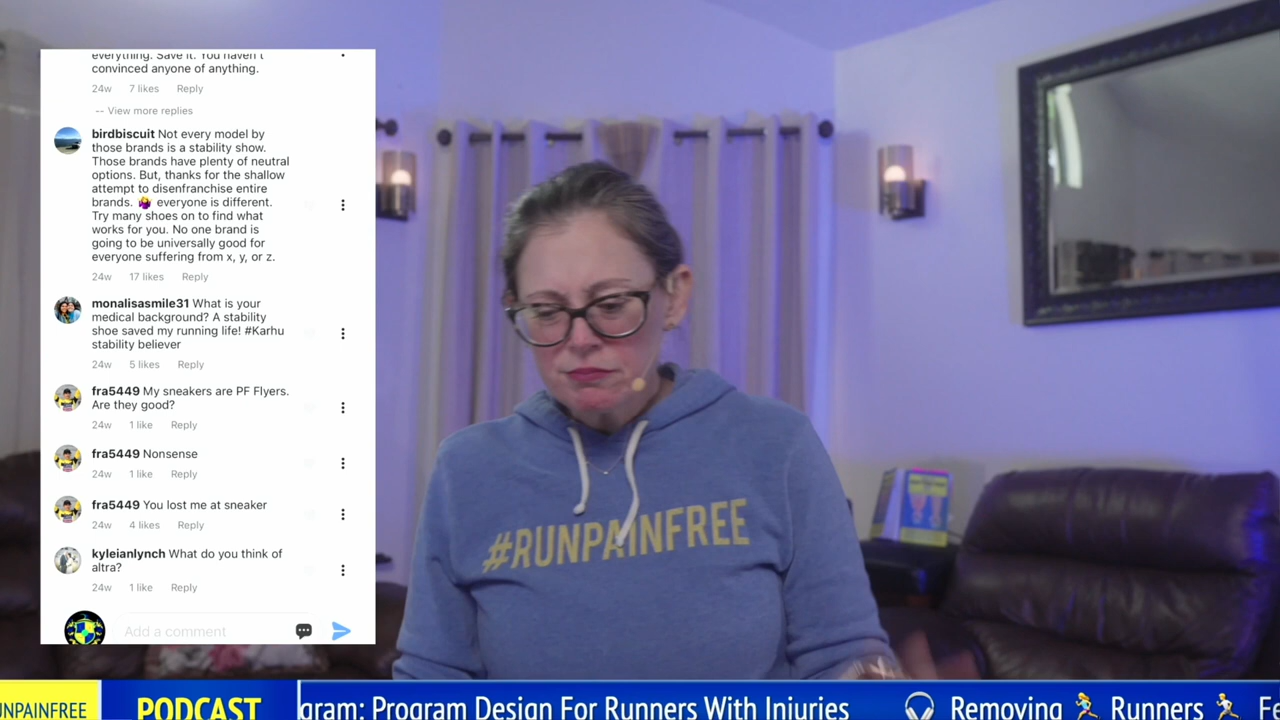 everything. Save it. You haven't
convinced anyone of anything.
24w 7 likes Reply
-- View more replies
birdbiscuit Not every model by
those brands is a stability show.
Those brands have plenty of neutral
options. But, thanks for the shallow
attempt to disenfranchise entire
brands. 🤷‍♀️ everyone is different.
Try many shoes on to find what
works for you. No one brand is
going to be universally good for
everyone suffering from x, y, or z.
24w 17 likes Reply
monalisasmile31 What is your
medical background? A stability
shoe saved my running life! #Karhu
stability believer
24w 5 likes Reply
fra5449 My sneakers are PF Flyers.
Are they good?
24w 1 like Reply
fra5449 Nonsense
24w 1 like Reply
fra5449 You lost me at sneaker
24w 4 likes Reply
kyleianlynch What do you think of
altra?
24w 1 like Reply
Add a comment
#RUNPAINFREE
UNPAINFREE PODCAST gram: Program Design For Runners With Injuries 🎧 Removing 🏃 Runners 🏃